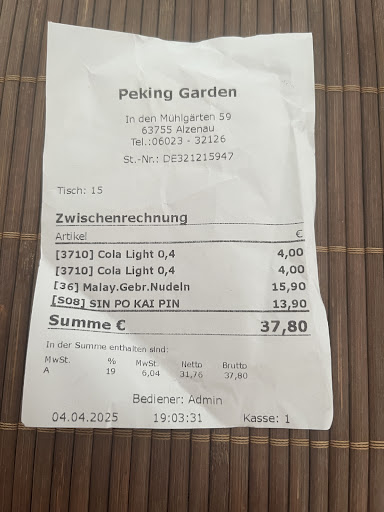 Peking Garden
In den Mühlgärten 59
63755 Alzenau
Tel.:06023 - 32126
St.-Nr.: DE321215947
Tisch: 15
Zwischenrechnung
Artikel €
[3710] Cola Light 0,4 4,00
[3710] Cola Light 0,4 4,00
[36] Malay.Gebr.Nudeln 15,90
[S08] SIN PO KAI PIN 13,90
Summe € 37,80
In der Summe enthalten sind:
MwSt. % MwSt. Netto Brutto
A 19 6,04 31,76 37,80
Bediener: Admin
04.04.2025 19:03:31 Kasse: 1